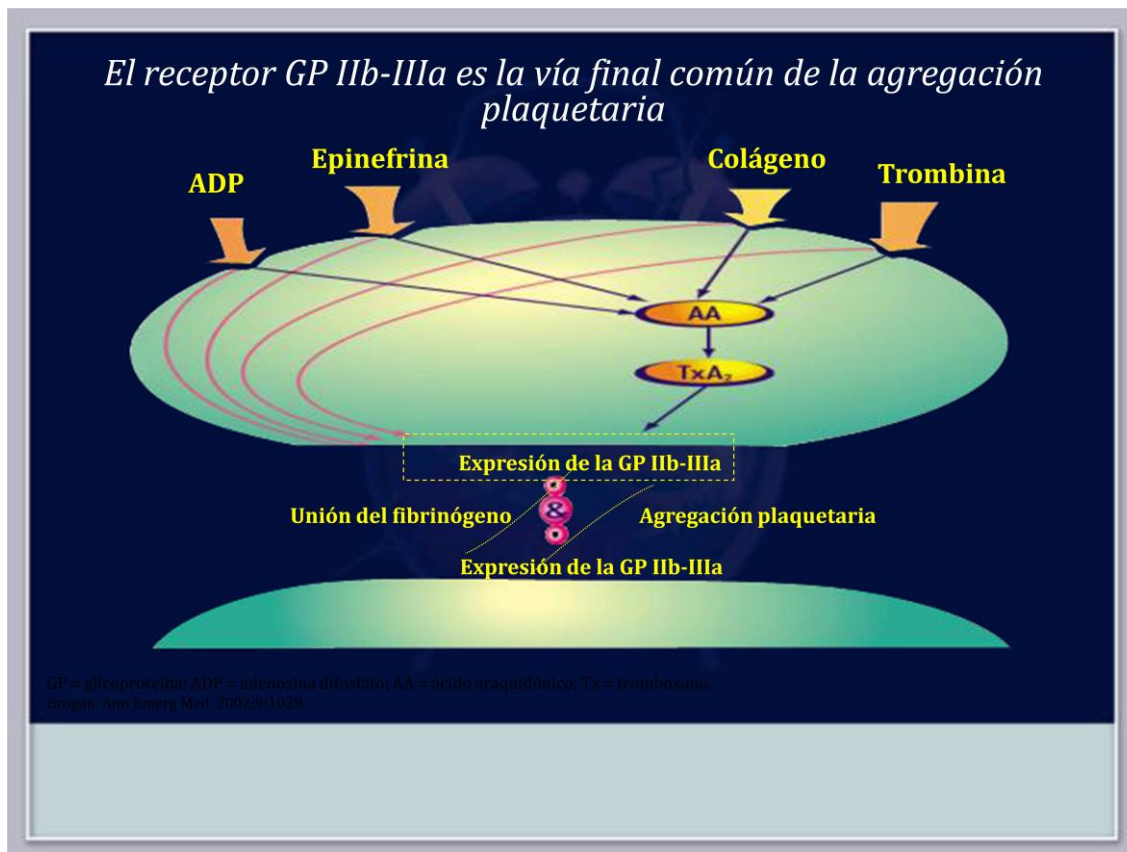 El receptor GP IIb-IIIa es la vía final común de la agregación
plaquetaria
Epinefrina
Colágeno
ADP
Trombina
AA
TxA₂
Expresión de la GP IIb-IIIa
Unión del fibrinógeno
&
Agregación plaquetaria
Expresión de la GP IIb-IIIa
GP = glicoproteína; ADP = adenosina difosfato; AA = ácido araquidónico; Tx = tromboxano.
Brogan. Ann Emerg Med. 2002;9:1029.